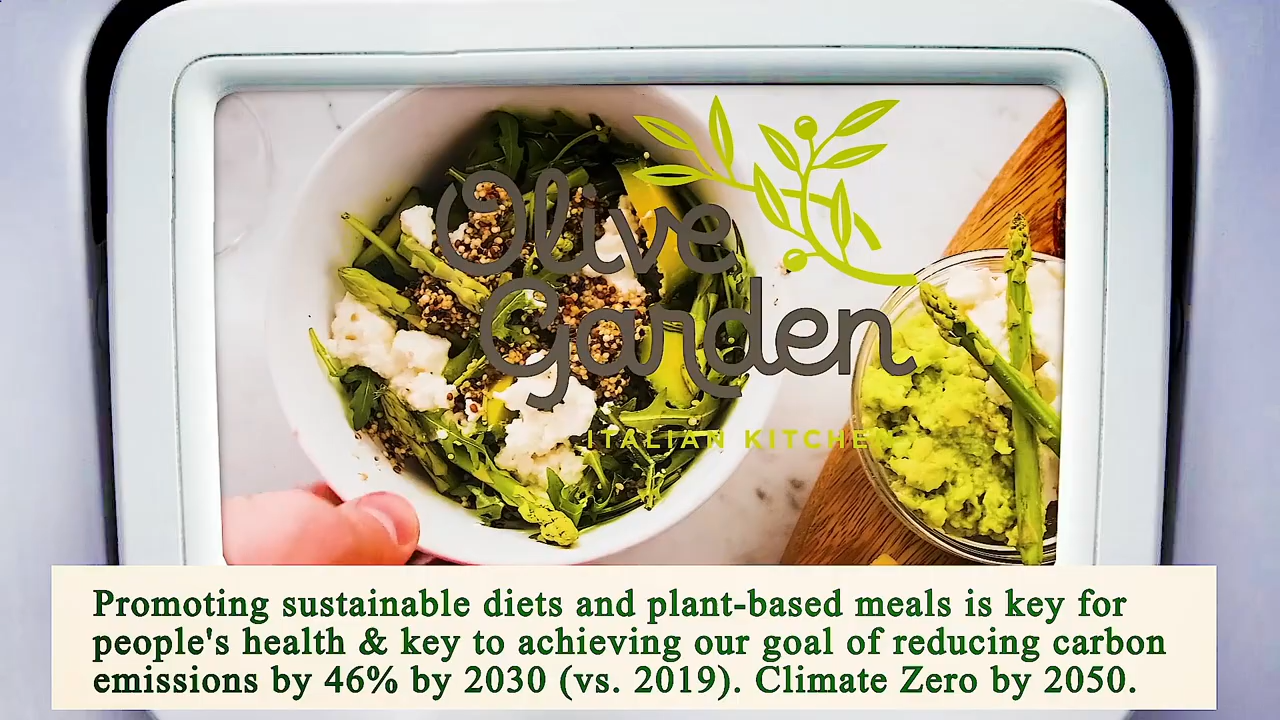 Olive
Garden
ITALIAN KITCHEN
Promoting sustainable diets and plant-based meals is key for
people's health & key to achieving our goal of reducing carbon
emissions by 46% by 2030 (vs. 2019). Climate Zero by 2050.